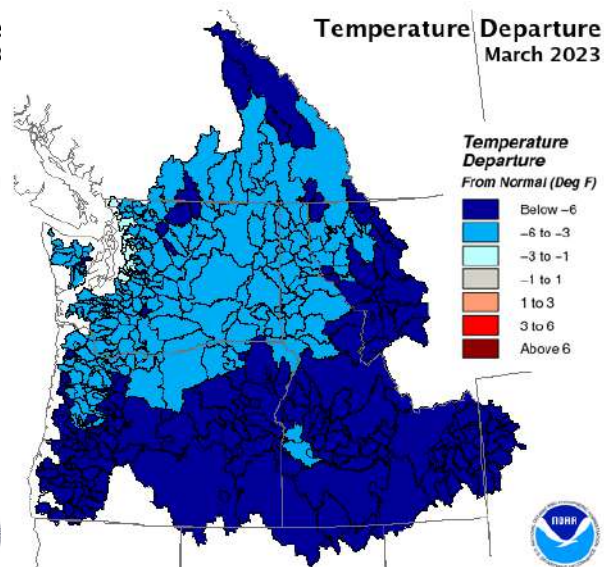 Temperature Departure
March 2023
Temperature
Departure
From Normal (Deg F)
Below -6
-6 to -3
-3 to -1
-1 to 1
1 to 3
3 to 6
Above 6
NOAA